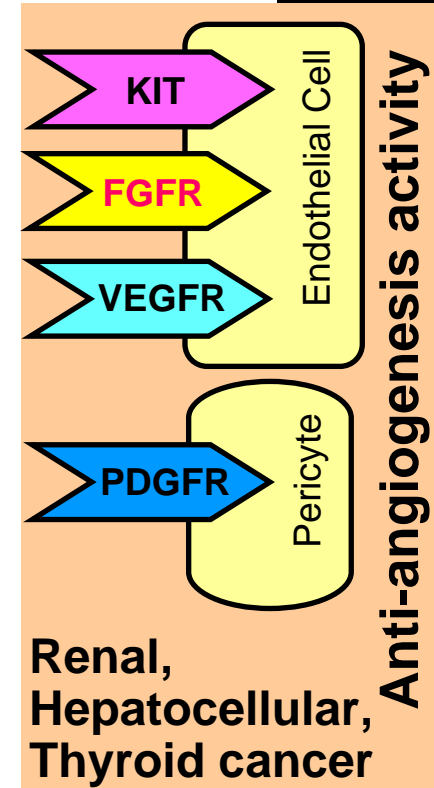 KIT
FGFR
VEGFR
Endothelial Cell
PDGFR
Pericyte
Anti-angiogenesis activity
Renal,
Hepatocellular,
Thyroid cancer